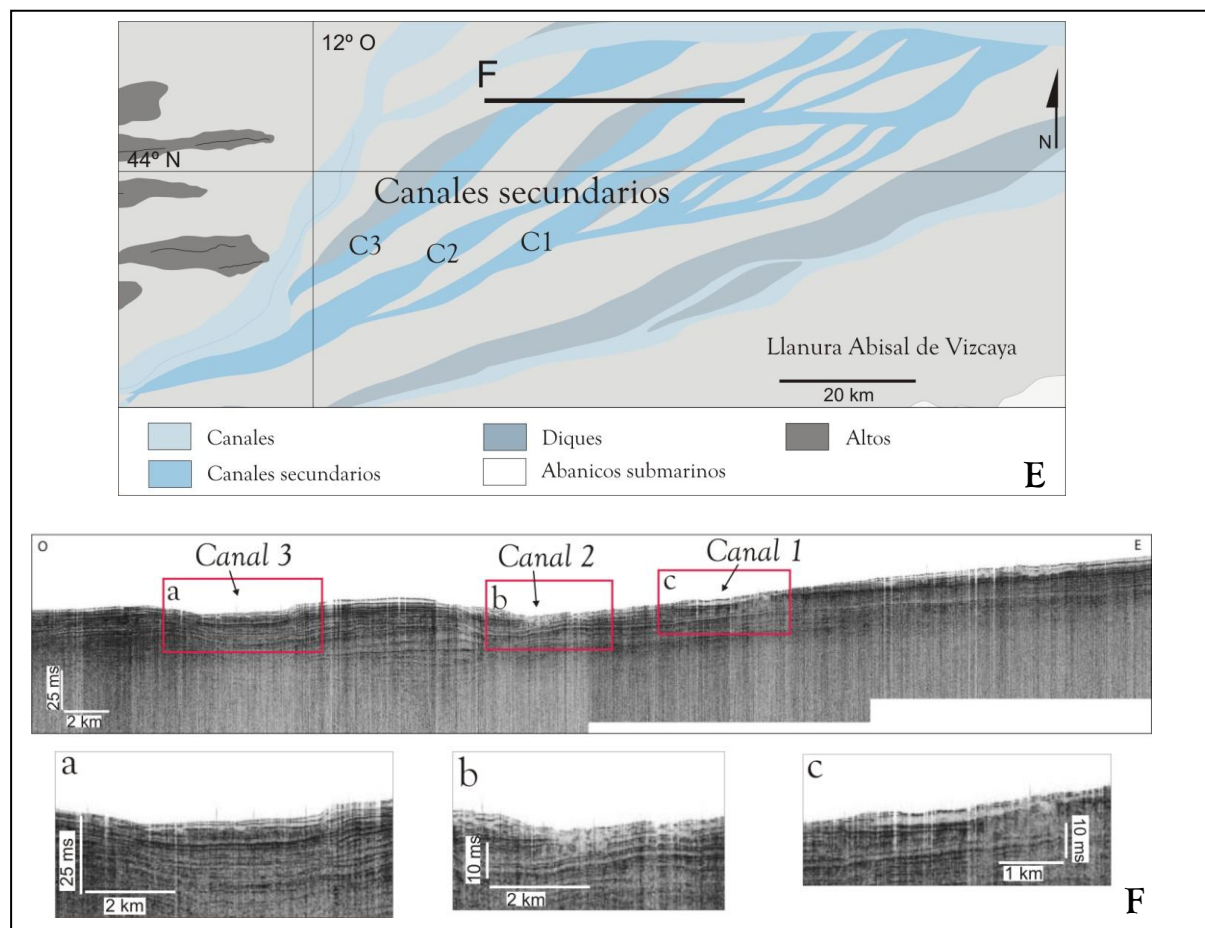 12º O
F
44º N
N
Canales secundarios
C3
C2
C1
Llanura Abisal de Vizcaya
20 km
Canales
Diques
Altos
Canales secundarios
Abanicos submarinos
E
O
Canal 3
Canal 2
Canal 1
E
a
b
c
25 ms
2 km
a
b
c
25 ms
2 km
10 ms
2 km
10 ms
1 km
F